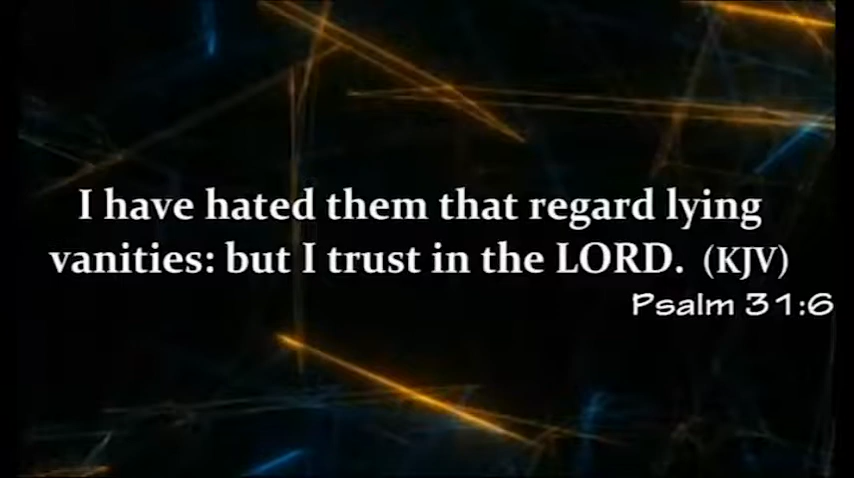 I have hated them that regard lying
vanities: but I trust in the LORD. (KJV)
Psalm 31:6